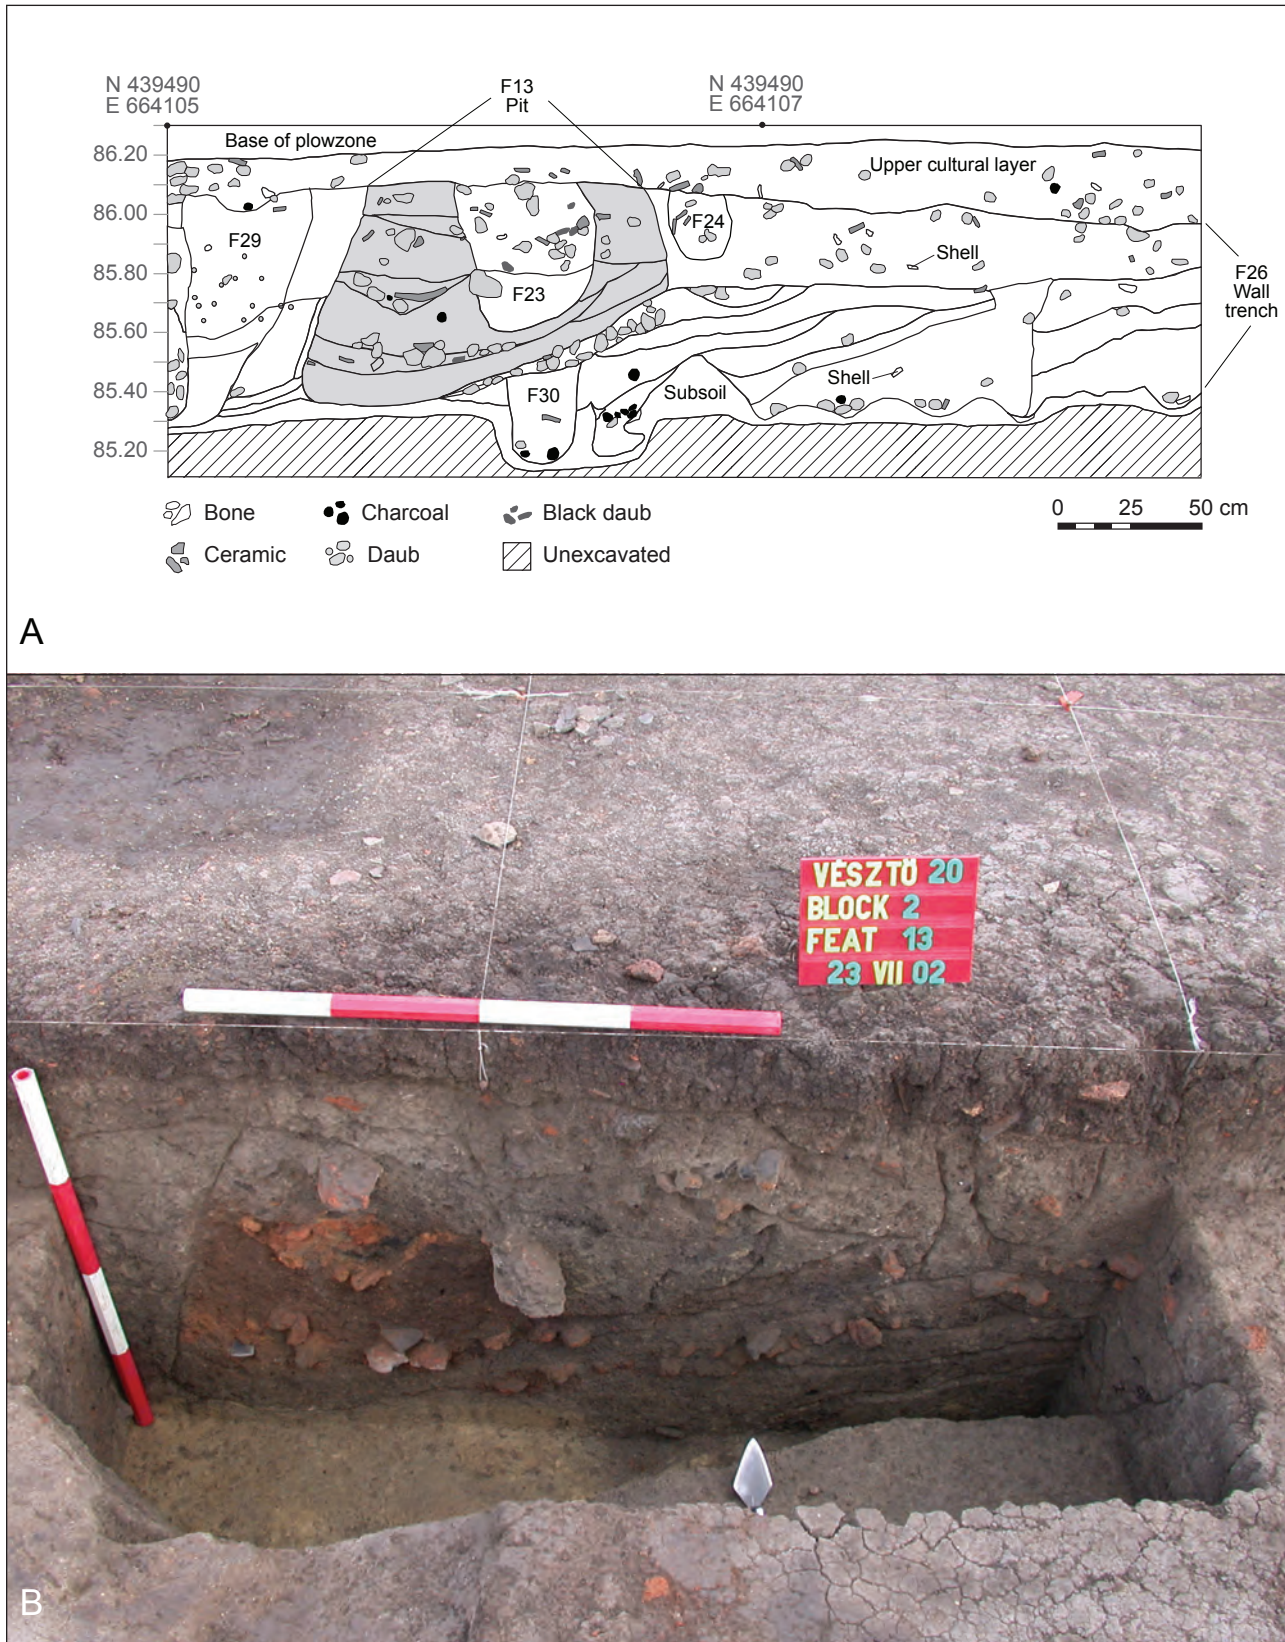 N 439490
E 664105
F13
Pit
N 439490
E 664107
Base of plowzone
Upper cultural layer
86.20
86.00
85.80
85.60
85.40
85.20
F29
F24
F23
F30
Shell
Shell
Subsoil
F26
Wall
trench
Bone
Charcoal
Black daub
Ceramic
Daub
Unexcavated
0 25 50 cm
A
VÉSZTŐ 20
BLOCK 2
FEAT 13
23 VII 02
B